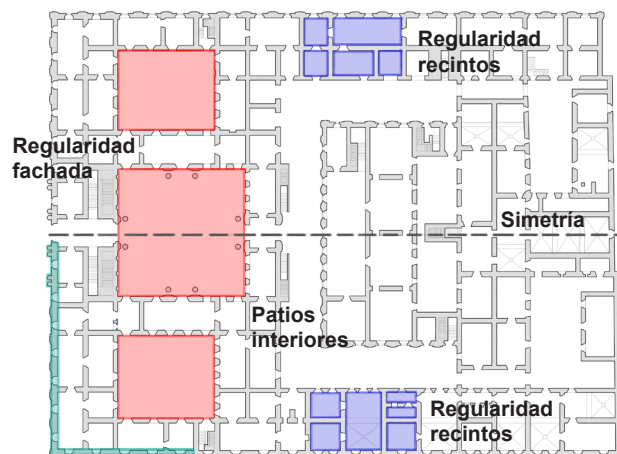 Regularidad
recintos
Regularidad
fachada
Simetría
Patios
interiores
Regularidad
recintos